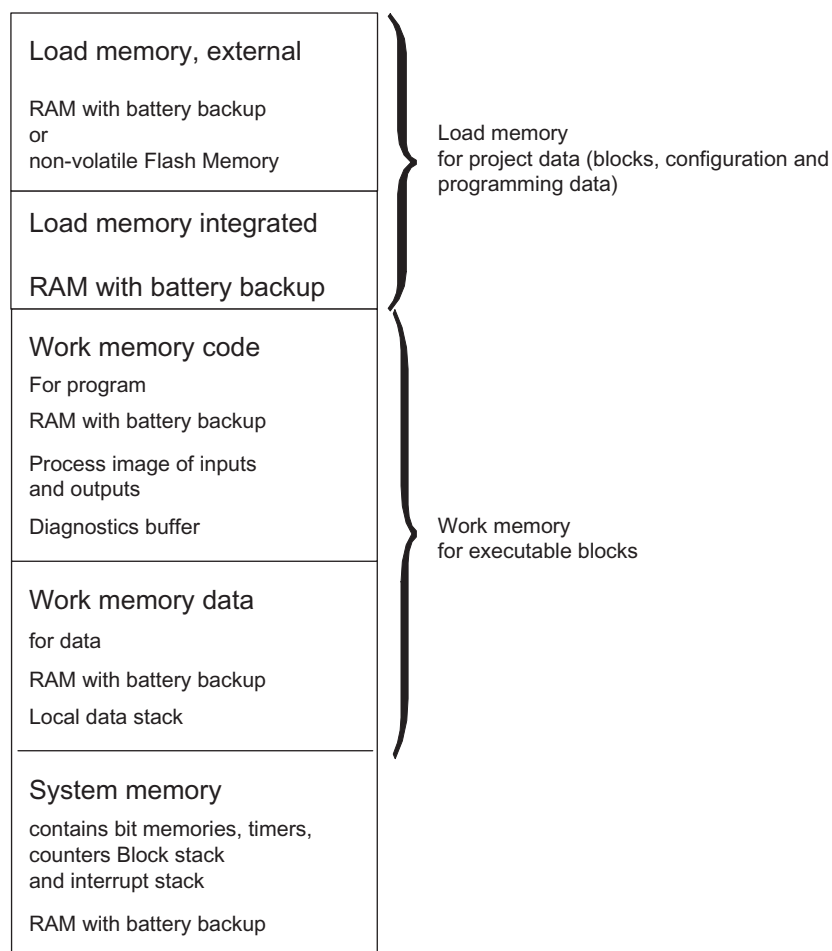 Load memory, external
RAM with battery backup
or
non-volatile Flash Memory
Load memory
for project data (blocks, configuration and
programming data)
Load memory integrated
RAM with battery backup
Work memory code
For program
RAM with battery backup
Process image of inputs
and outputs
Diagnostics buffer
Work memory
for executable blocks
Work memory data
for data
RAM with battery backup
Local data stack
System memory
contains bit memories, timers,
counters Block stack
and interrupt stack
RAM with battery backup